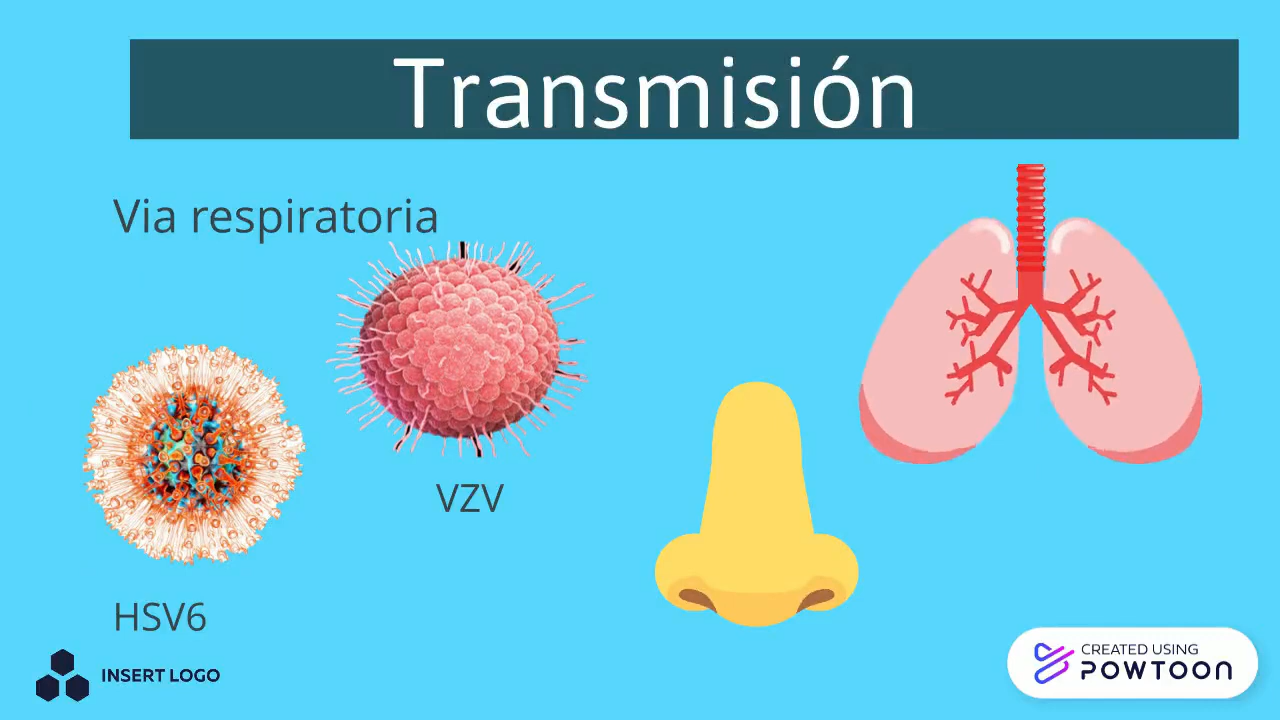 Transmisión
Via respiratoria
VZV
HSV6
INSERT LOGO
CREATED USING
POWTOON